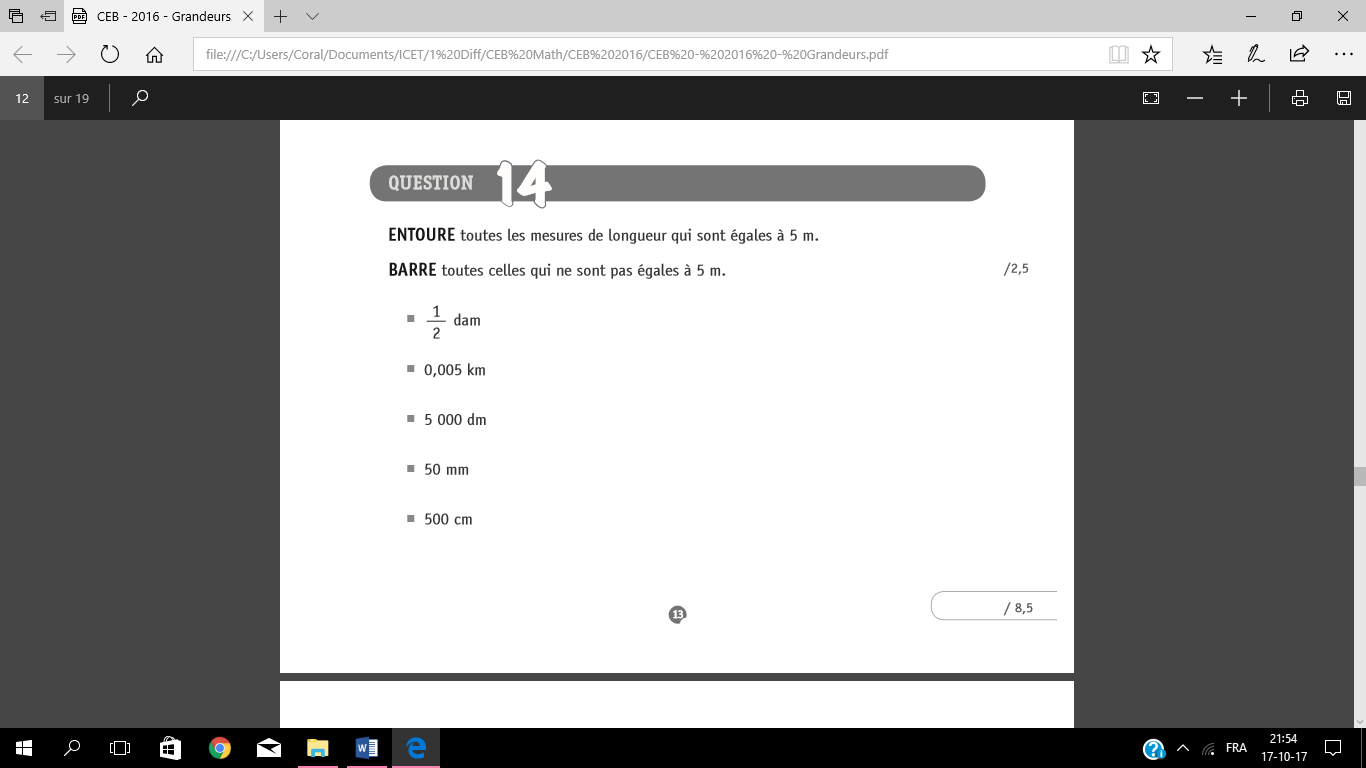 CEB - 2016 - Grandeurs
file:///C:/Users/Coral/Documents/ICET/1%20Diff/CEB%20Math/CEB%202016/CEB%20-%202016%20-%20Grandeurs.pdf
12 sur 19
QUESTION 14
ENTOURE toutes les mesures de longueur qui sont égales à 5 m.
BARRE toutes celles qui ne sont pas égales à 5 m.
/2,5
1
2
dam
0,005 km
5 000 dm
50 mm
500 cm
13
/ 8,5
FRA
21:54
17-10-17